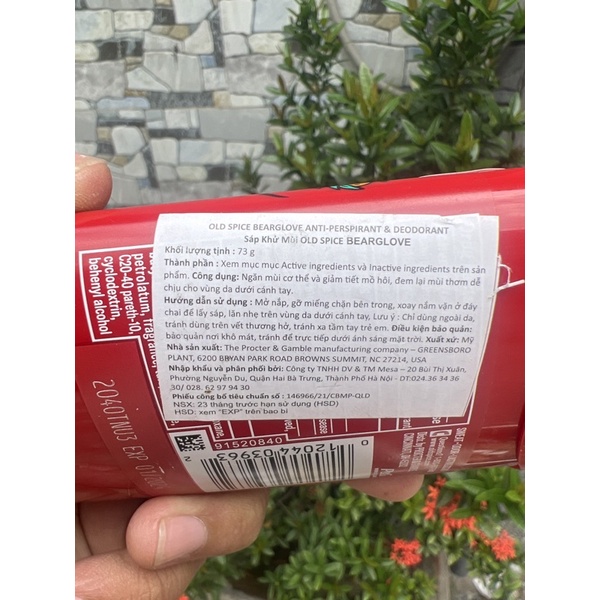 OLD SPICE BEARGLOVE ANTI-PERSPIRANT & DEODORANT
Sáp Khử Mùi OLD SPICE BEARGLOVE
Khối lượng tịnh : 73 g
Thành phần : Xem mục mục Active ingredients và Inactive ingredients trên sản
phẩm. Công dụng: Ngăn mùi cơ thể và giảm tiết mồ hôi, đem lại mùi thơm dễ
chịu cho vùng da dưới cánh tay.
Hướng dẫn sử dụng : Mở nắp, gỡ miếng chặn bên trong, xoay nấm vặn ở đáy
chai để lấy sáp, lăn nhẹ trên vùng da dưới cánh tay, Lưu ý : Chỉ dùng ngoài da,
tránh dùng trên vết thương hở, tránh xa tầm tay trẻ em. Điều kiện bảo quản:
bảo quản nơi khô mát, tránh để tiếp trực dưới ánh sáng mặt trời. Xuất xứ: Mỹ
Nhà sản xuất: The Procter & Gamble manufacturing company – GREENSBORO
PLANT, 6200 BRYAN PARK ROAD BROWNS SUMMIT, NC 27214, USA
Nhập khẩu và phân phối bởi: Công ty TNHH DV & TM Mesa – 20 Bùi Thị Xuân,
Phường Nguyễn Du, Quận Hai Bà Trưng, Thành Phố Hà Nội - DT:024.36 34 36
30/ 028. 62 97 94 30
Phiếu công bố tiêu chuẩn số : 146966/21/CBMP-QLD
NSX: 23 tháng trước hạn sử dụng (HSD)
HSD: xem "EXP" trên bao bì
petrolatum,
C20-40 pareth-10,
cyclodextrin,
behenyl alcohol
2040TNU3 EXP
91520840
12044 03963